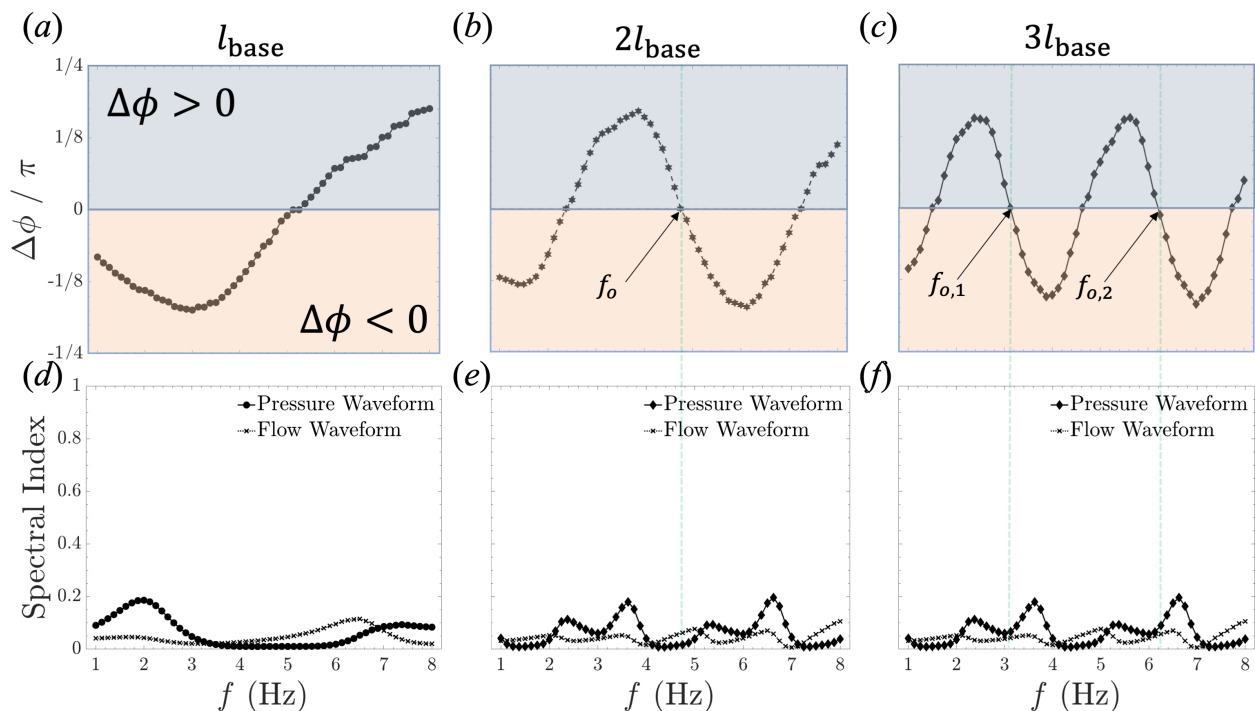 (a) (b) (c)
l_base 2l_base 3l_base
1/4
Δϕ > 0
1/8
Δϕ / π
0
f_o f_o,1 f_o,2
-1/8
Δϕ < 0
-1/4
(d) (e) (f)
1
Pressure Waveform Pressure Waveform Pressure Waveform
Flow Waveform Flow Waveform Flow Waveform
0.8
Spectral Index
0.6
0.4
0.2
0
1 2 3 4 5 6 7 8 1 2 3 4 5 6 7 8 1 2 3 4 5 6 7 8
f (Hz) f (Hz) f (Hz)